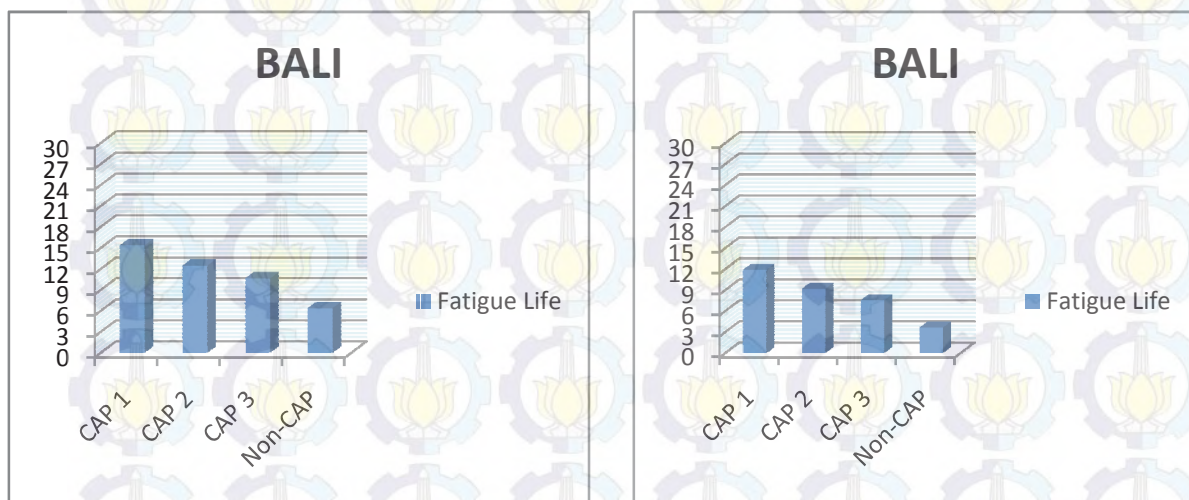 BALI
30
27
24
21
18
15
12
9
6
3
0
CAP 1
CAP 2
CAP 3
Non-CAP
Fatigue Life
BALI
30
27
24
21
18
15
12
9
6
3
0
CAP 1
CAP 2
CAP 3
Non-CAP
Fatigue Life